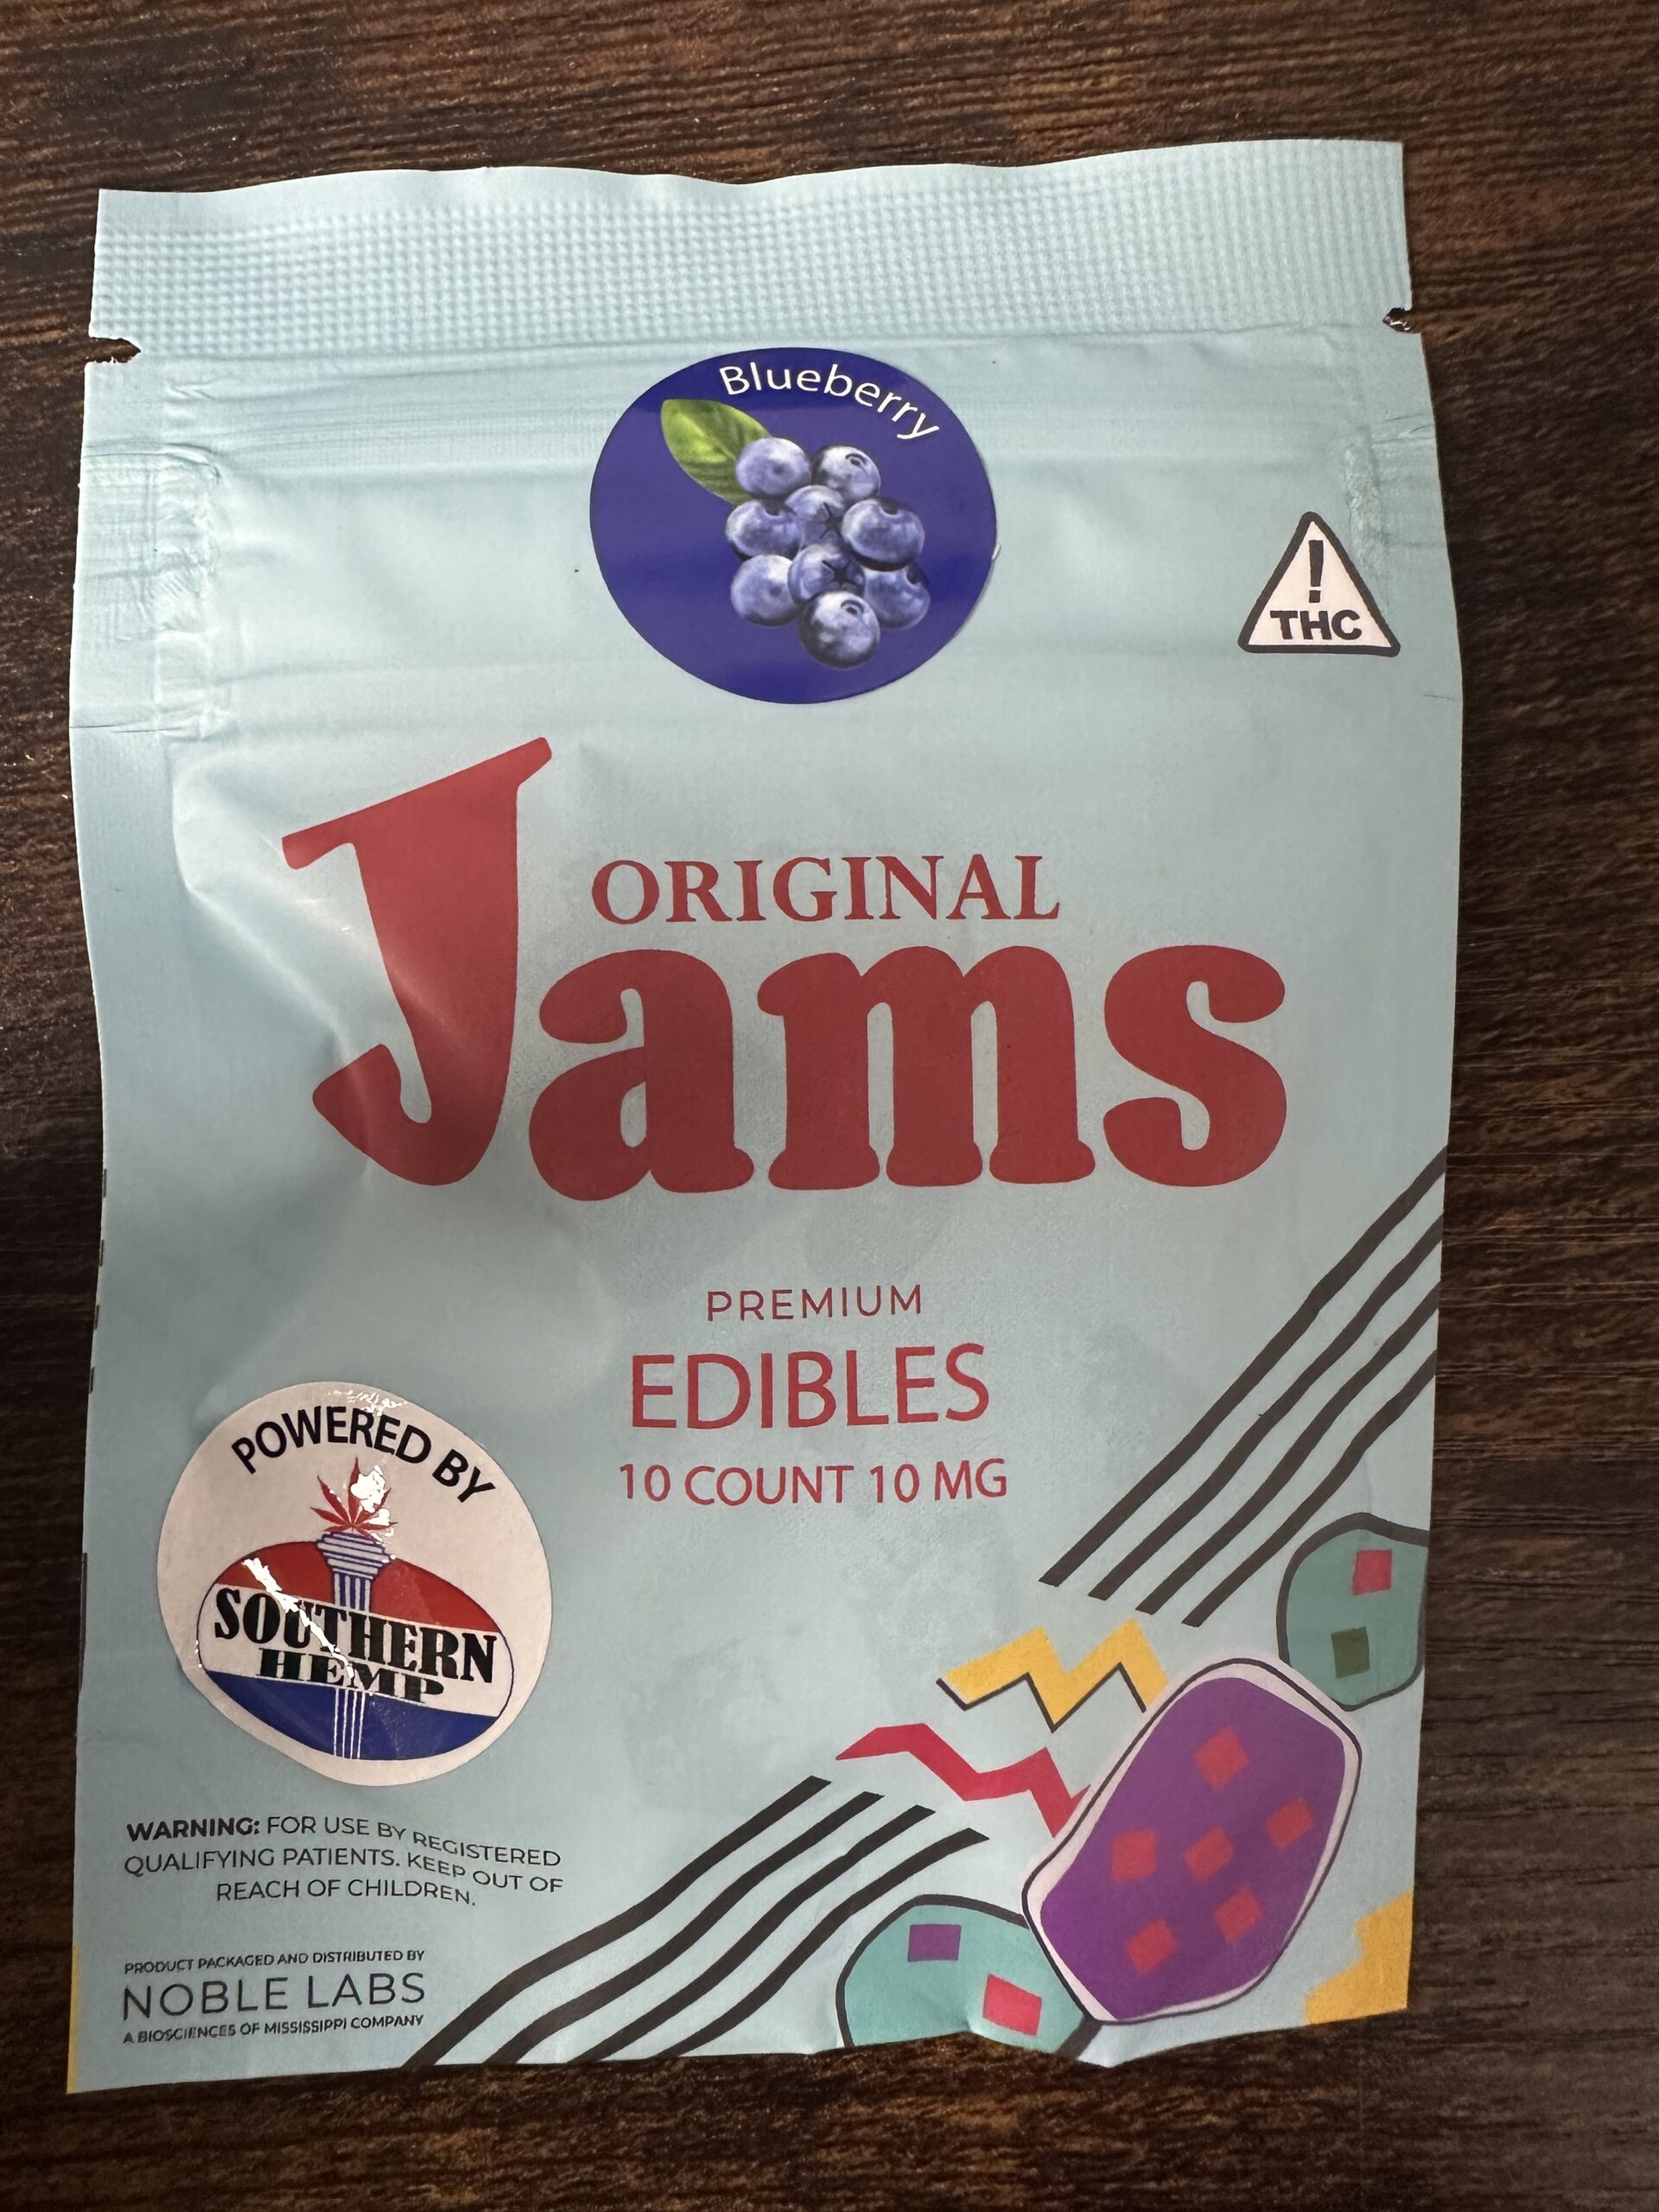 Blueberry
!
THC
ORIGINAL
Jams
PREMIUM
EDIBLES
10 COUNT 10 MG
POWERED BY
SOUTHERN
HEMP
WARNING: FOR USE BY REGISTERED
QUALIFYING PATIENTS. KEEP OUT OF
REACH OF CHILDREN.
PRODUCT PACKAGED AND DISTRIBUTED BY
NOBLE LABS
A BIOSCIENCES OF MISSISSIPPI COMPANY